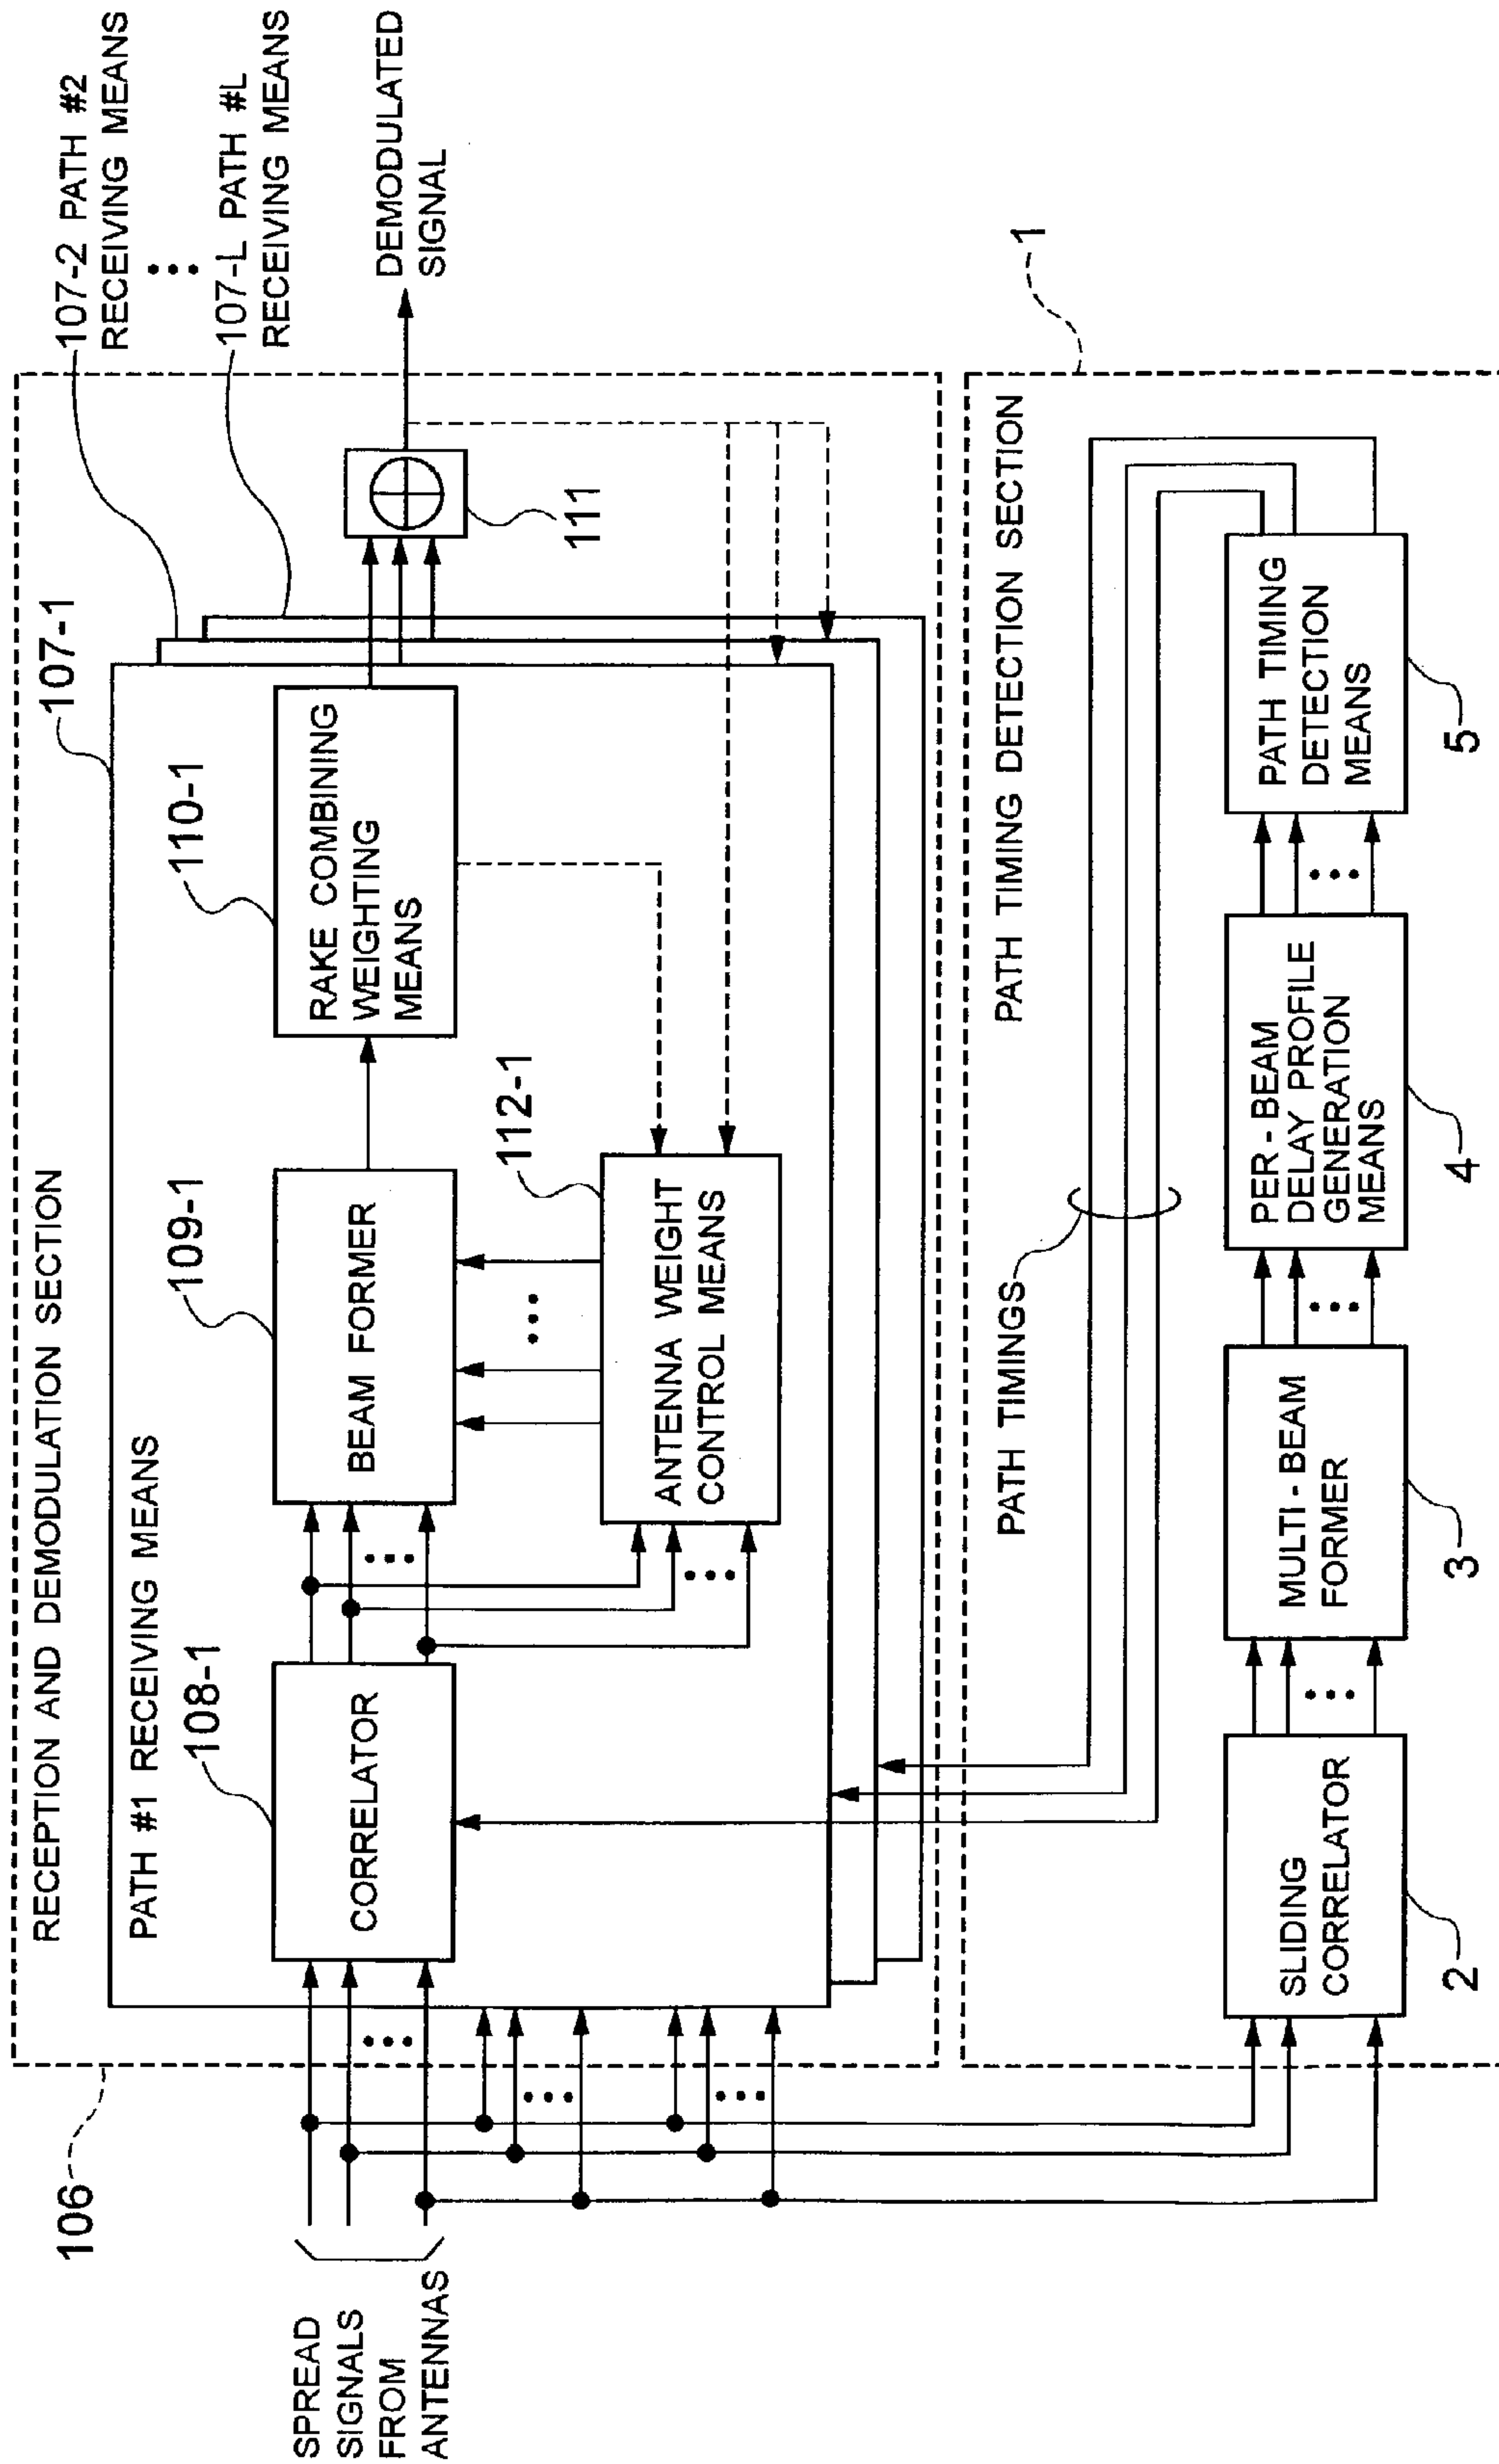 RECEPTION AND DEMODULATION SECTION
106
PATH #1 RECEIVING MEANS
107-1
107-2 PATH #2
RECEIVING MEANS
107-L PATH #L
RECEIVING MEANS
SPREAD
SIGNALS
FROM
ANTENNAS
108-1
CORRELATOR
109-1
BEAM FORMER
110-1
RAKE COMBINING
WEIGHTING
MEANS
112-1
ANTENNA WEIGHT
CONTROL MEANS
111
DEMODULATED
SIGNAL
PATH TIMING DETECTION SECTION
1
PATH TIMINGS
SLIDING
CORRELATOR
2
MULTI-BEAM
FORMER
3
PER-BEAM
DELAY PROFILE
GENERATION
MEANS
4
PATH TIMING
DETECTION
MEANS
5